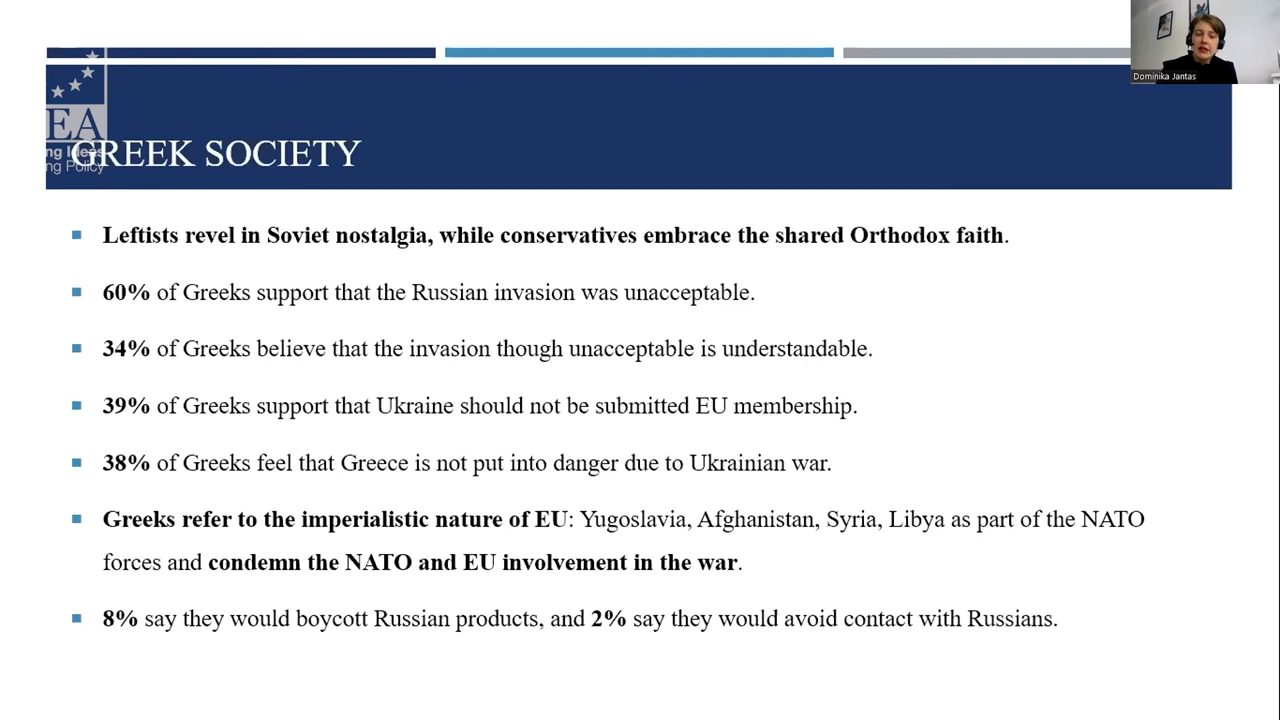 Dominika Jantas
EA
ng Ideas
ng Policy
GREEK SOCIETY
Leftists revel in Soviet nostalgia, while conservatives embrace the shared Orthodox faith.
60% of Greeks support that the Russian invasion was unacceptable.
34% of Greeks believe that the invasion though unacceptable is understandable.
39% of Greeks support that Ukraine should not be submitted EU membership.
38% of Greeks feel that Greece is not put into danger due to Ukrainian war.
Greeks refer to the imperialistic nature of EU: Yugoslavia, Afghanistan, Syria, Libya as part of the NATO
forces and condemn the NATO and EU involvement in the war.
8% say they would boycott Russian products, and 2% say they would avoid contact with Russians.